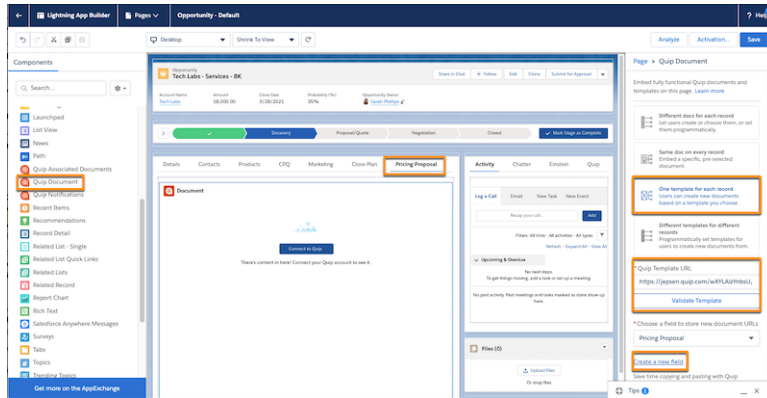 Lightning App Builder
Pages
Opportunity - Default
? Help
Desktop
Shrink To View
Analyze
Activation...
Save
Components
Search...
Launchpad
List View
News
Path
Quip Associated Documents
Quip Document
Quip Notifications
Recent Items
Recommendations
Record Detail
Related List - Single
Related List Quick Links
Related Lists
Related Record
Report Chart
Rich Text
Salesforce Anywhere Messages
Surveys
Tabs
Topics
Trending Topics
Get more on the AppExchange
Opportunity
Tech Labs - Services - 8K
Share in Chat
+ Follow
Edit
Clone
Submit for Approval
Account Name
Tech Labs
Amount
$8,000.00
Close Date
3/28/2021
Probability (%)
35%
Opportunity Owner
Sarah Phillips
Discovery
Proposal/Quote
Negotiation
Closed
Mark Stage as Complete
Details
Contacts
Products
CPQ
Marketing
Close Plan
Pricing Proposal
Document
Connect to Quip
There's content in here! Connect your Quip account to see it.
Activity
Chatter
Einstein
Quip
Log a Call
Email
New Task
New Event
Recap your call...
Add
Filters: All time · All activities · All types
Refresh · Expand All · View All
Upcoming & Overdue
No next steps.
To get things moving, add a task or set up a meeting.
No past activity. Past meetings and tasks marked as done show up
here.
Files (0)
Upload Files
Or drop files
Page > Quip Document
Embed fully functional Quip documents and
templates on this page. Learn more
Different docs for each record
Let users create or choose them, or set
them programmatically.
Same doc on every record
Embed a specific, pre-selected
document.
One template for each record
Users can create new documents
based on a template you choose.
Different templates for different
records
Programmatically set templates for
users to create new documents from.
*Quip Template URL
Validate Template
*Choose a field to store new document URLs
Pricing Proposal
Create a new field
Save time copying and pasting with Quip
Tips